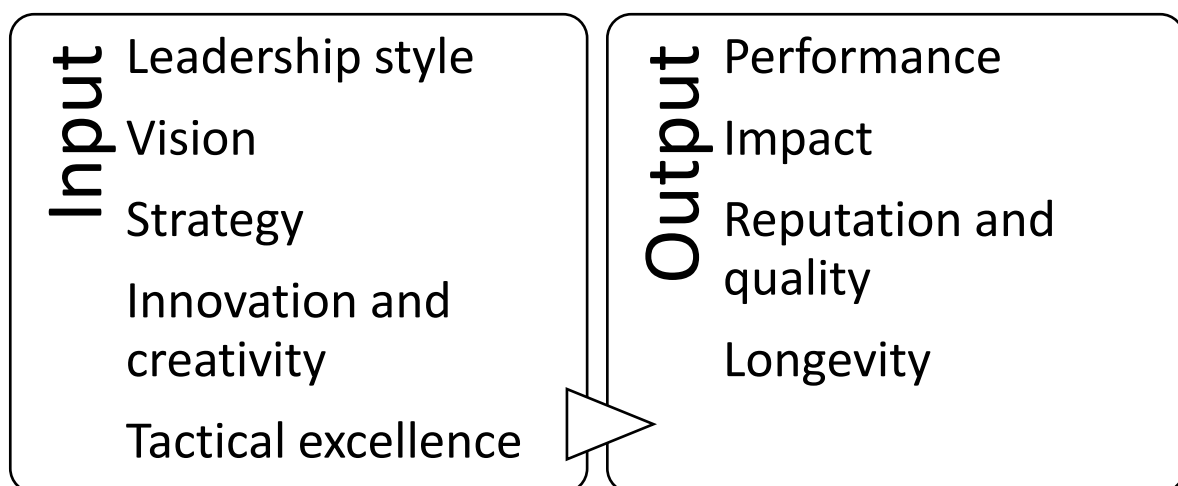 Input
Leadership style
Vision
Strategy
Innovation and
creativity
Tactical excellence
Output
Performance
Impact
Reputation and
quality
Longevity